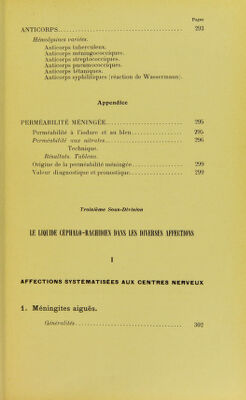 Pages
ANTICORPS 293
Hémolysines variées.
Anticorps tuberculeux.
Anticorps méningococciques.
Anticorps streptococciques.
Anticorps pneumococciques.
Anticorps tétaniques.
Anticorps syphilitiques (réaction de Wassermann).
Appendice
PERMÉABILITÉ MÉNINGÉE 295
Perméabilité à l'iodure et au bleu 295
Perméabilité aux nitrates 296
Technique.
Résultats. Tableau.
Origine de la perméabilité méningée 299
Valeur diagnostique et pronostique 299
Troisième Sous-Division
LE LIQUIDE CÉPHALO-RACHIDIEN DANS LES DIVERSES AFFECTIONS
I
AFFECTIONS SYSTÉMATISÉES AUX CENTRES NERVEUX
1. Méningites aiguës.
Généralités 302